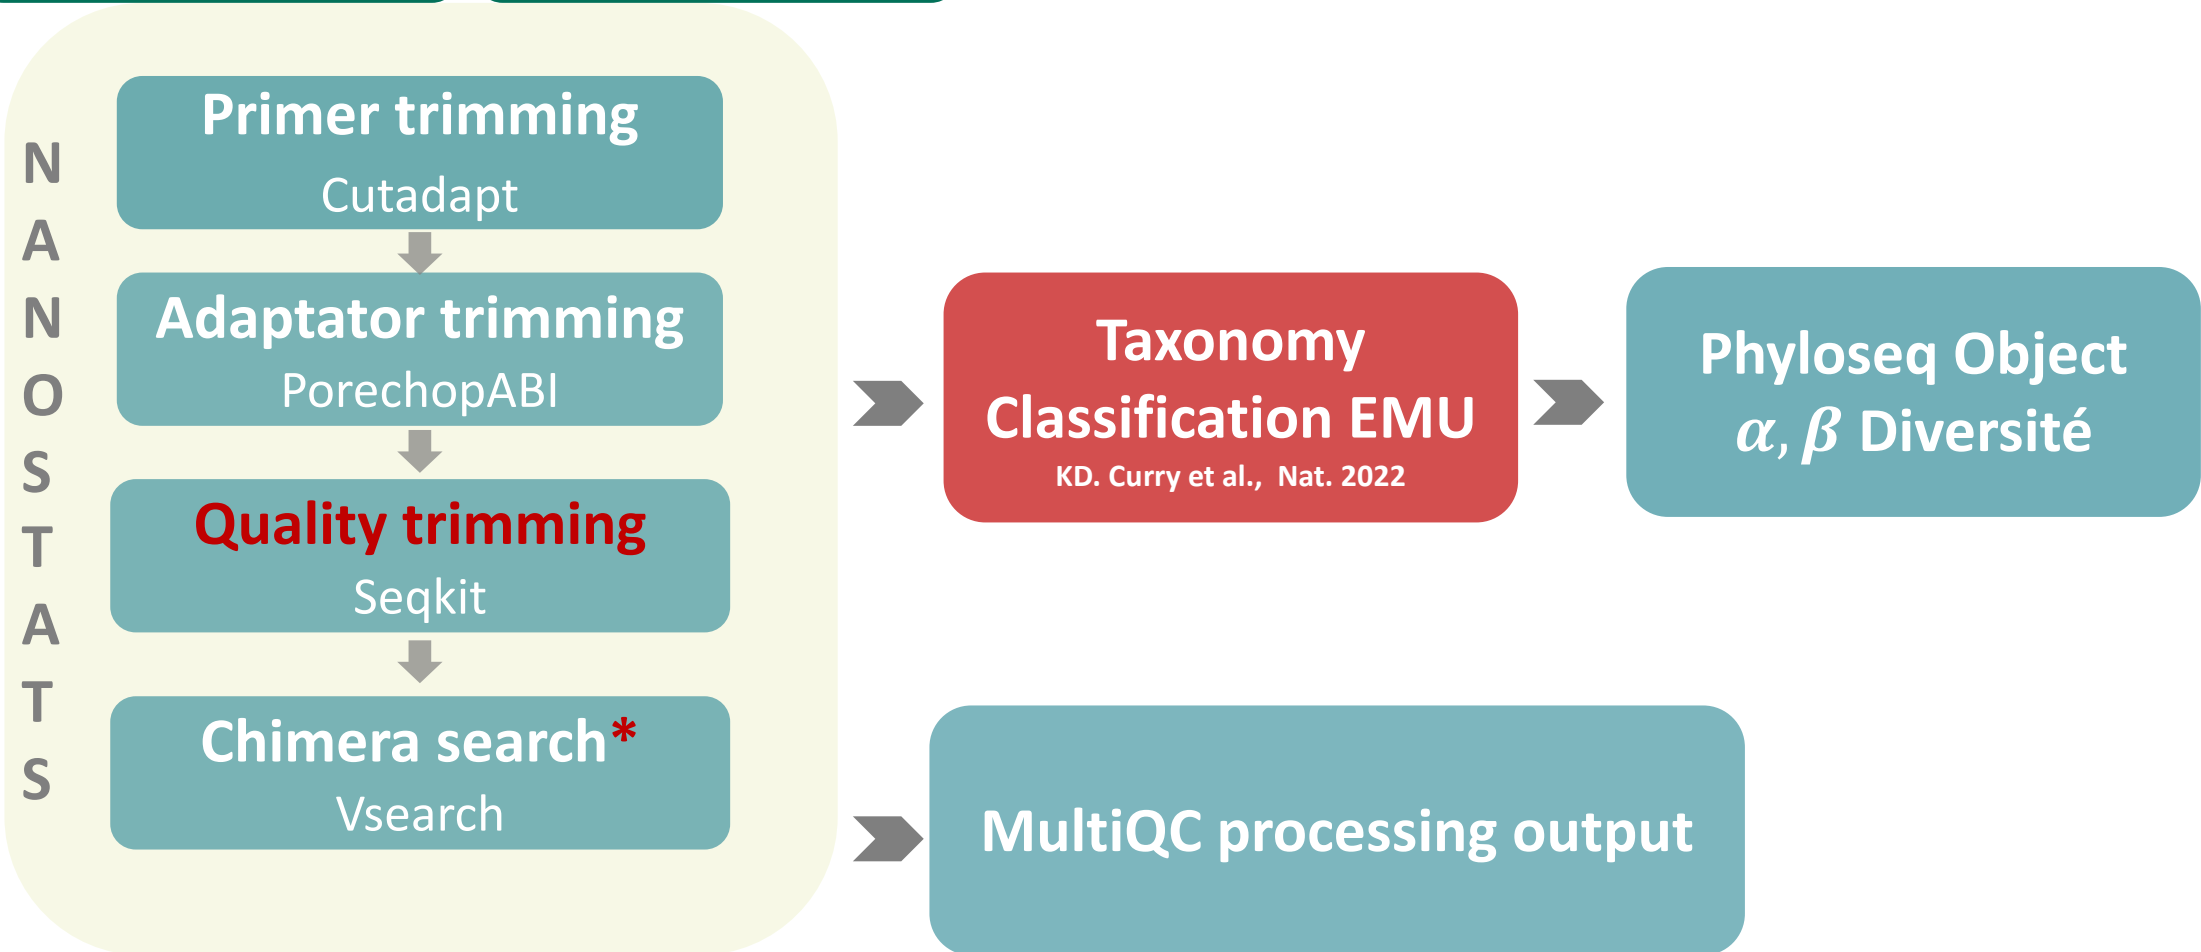 NANOSTATS
Primer trimming
Cutadapt
Adaptator trimming
PorechopABI
Quality trimming
Seqkit
Chimera search*
Vsearch
Taxonomy
Classification EMU
KD. Curry et al., Nat. 2022
Phyloseq Object
α, β Diversité
MultiQC processing output